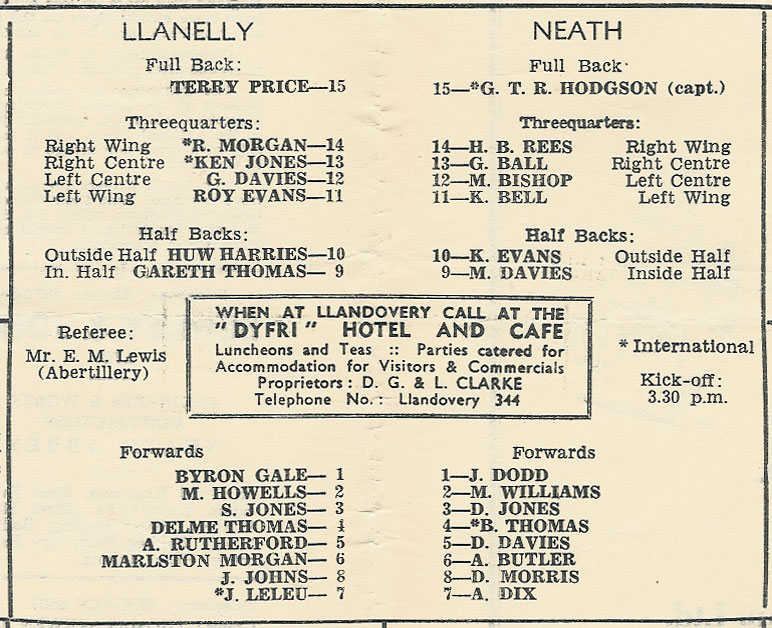 LLANELLY
Full Back:
TERRY PRICE—15
Threequarters:
Right Wing *R. MORGAN—14
Right Centre *KEN JONES—13
Left Centre G. DAVIES—12
Left Wing ROY EVANS—11
Half Backs:
Outside Half HUW HARRIES—10
In. Half GARETH THOMAS— 9
NEATH
Full Back
15—*G. T. R. HODGSON (capt.)
Threequarters:
14—H. B. REES Right Wing
13—G. BALL Right Centre
12—M. BISHOP Left Centre
11—K. BELL Left Wing
Half Backs:
10—K. EVANS Outside Half
9—M. DAVIES Inside Half
Referee:
Mr. E. M. Lewis
(Abertillery)
WHEN AT LLANDOVERY CALL AT THE
"DYFRI" HOTEL AND CAFE
Luncheons and Teas :: Parties catered for
Accommodation for Visitors & Commercials
Proprietors: D. G. & L. CLARKE
Telephone No.: Llandovery 344
* International
Kick-off:
3.30 p.m.
Forwards
BYRON GALE— 1
M. HOWELLS— 2
S. JONES— 3
DELME THOMAS— 4
A. RUTHERFORD— 5
MARLSTON MORGAN— 6
J. JOHNS— 8
*J. LELEU— 7
Forwards
1—J. DODD
2—M. WILLIAMS
3—D. JONES
4—*B. THOMAS
5—D. DAVIES
6—A. BUTLER
8—D. MORRIS
7—A. DIX